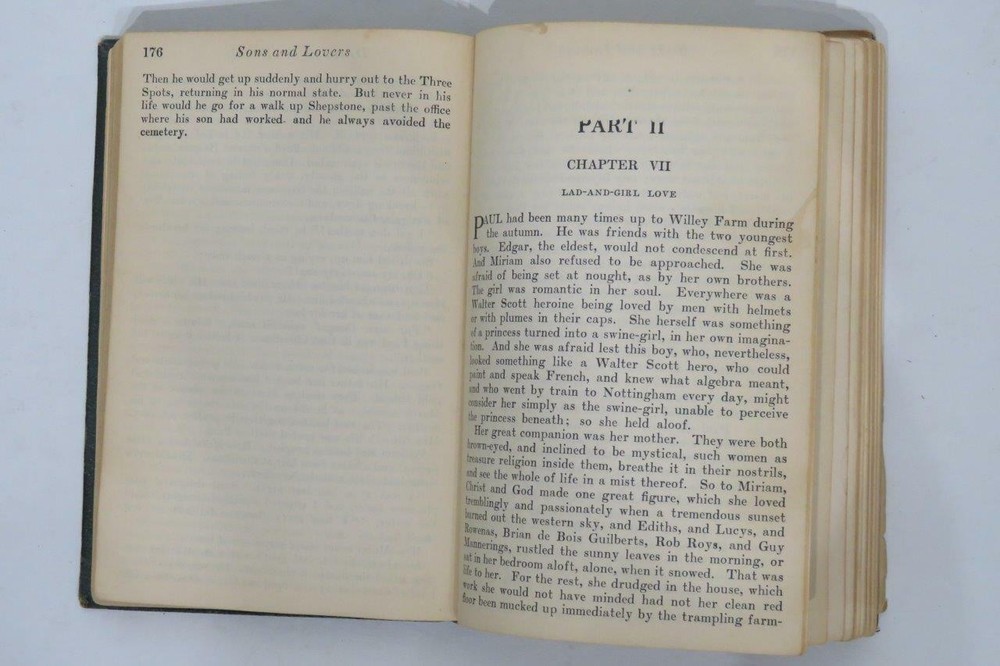 176 Sons and Lovers
Then he would get up suddenly and hurry out to the Three
Spots, returning in his normal state. But never in his
life would he go for a walk up Shepstone, past the office
where his son had worked. and he always avoided the
cemetery.
PART II
CHAPTER VII
LAD-AND-GIRL LOVE
PAUL had been many times up to Willey Farm during
the autumn. He was friends with the two youngest
boys. Edgar, the eldest, would not condescend at first.
And Miriam also refused to be approached. She was
afraid of being set at nought, as by her own brothers.
The girl was romantic in her soul. Everywhere was a
Walter Scott heroine being loved by men with helmets
or with plumes in their caps. She herself was something
of a princess turned into a swine-girl, in her own imagina-
tion. And she was afraid lest this boy, who, nevertheless,
looked something like a Walter Scott hero, who could
paint and speak French, and knew what algebra meant,
and who went by train to Nottingham every day, might
consider her simply as the swine-girl, unable to perceive
the princess beneath; so she held aloof.
Her great companion was her mother. They were both
brown-eyed, and inclined to be mystical, such women as
treasure religion inside them, breathe it in their nostrils,
and see the whole of life in a mist thereof. So to Miriam,
Christ and God made one great figure, which she loved
tremblingly and passionately when a tremendous sunset
burned out the western sky, and Ediths, and Lucys, and
Rowenas, Brian de Bois Guilberts, Rob Roys, and Guy
Mannerings, rustled the sunny leaves in the morning, or
sat in her bedroom aloft, alone, when it snowed. That was
life to her. For the rest, she drudged in the house, which
work she would not have minded had not her clean red
floor been mucked up immediately by the trampling farm-